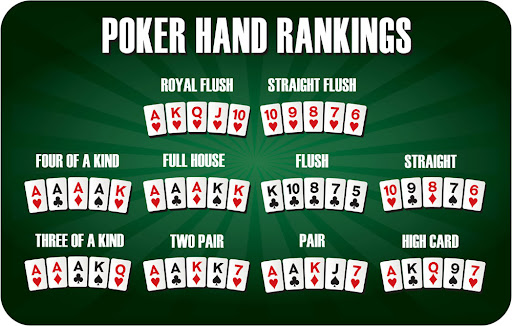 POKER HAND RANKINGS
ROYAL FLUSH STRAIGHT FLUSH
A K Q J 10 10 9 8 7 6
FOUR OF A KIND FULL HOUSE FLUSH STRAIGHT
A A A A K A A A K K K 10 8 7 5 10 9 8 7 6
THREE OF A KIND TWO PAIR PAIR HIGH CARD
A A A K Q A A K K 7 A A K J 7 A K Q 9 7